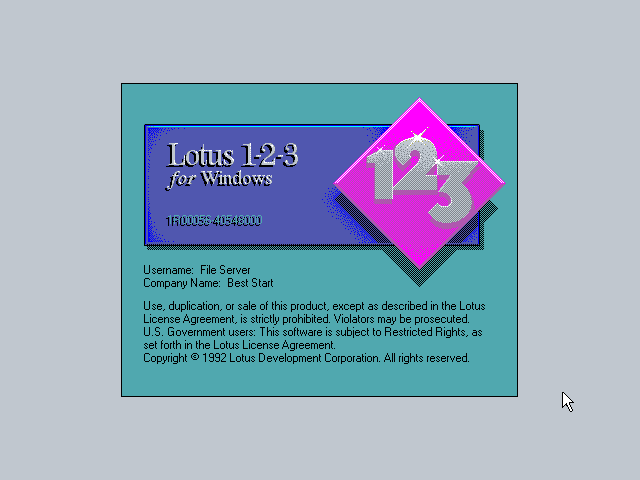 Lotus 1-2-3
for Windows
123
1R00056-40548000
Username: File Server
Company Name: Best Start
Use, duplication, or sale of this product, except as described in the Lotus
License Agreement, is strictly prohibited. Violators may be prosecuted.
U.S. Government users: This software is subject to Restricted Rights, as
set forth in the Lotus License Agreement.
Copyright © 1992 Lotus Development Corporation. All rights reserved.